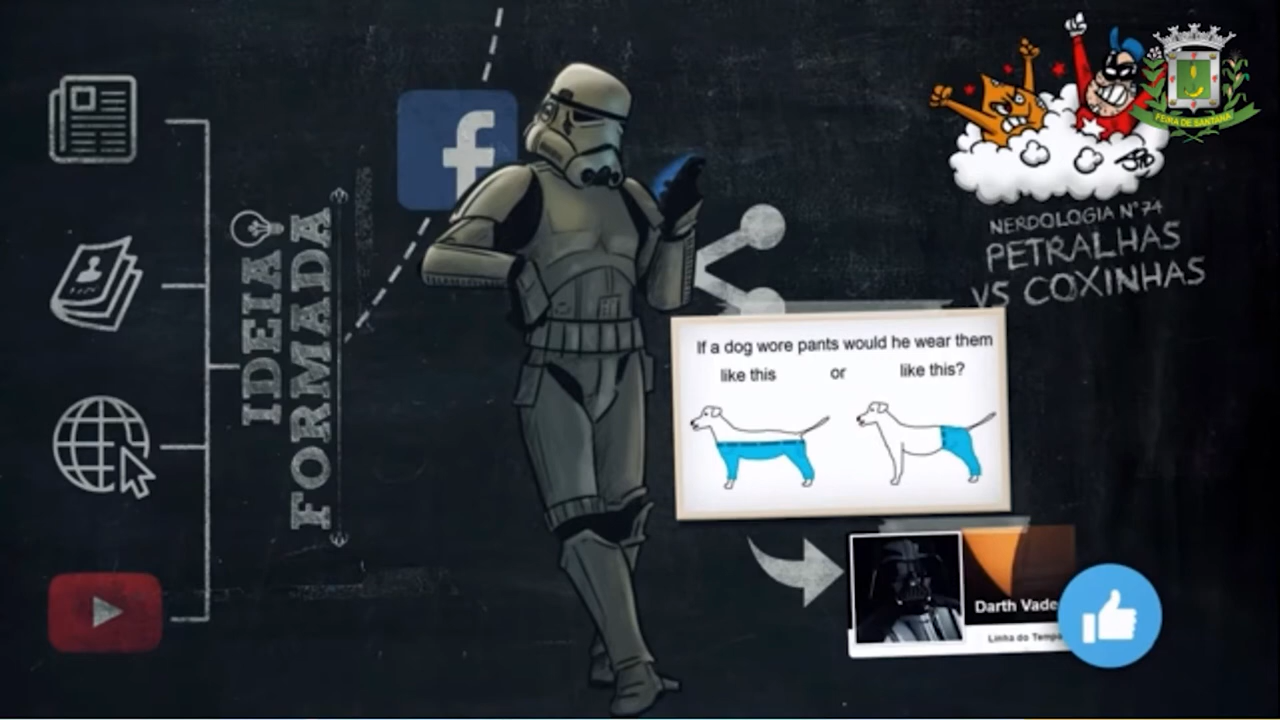 FEIRA DE SANTANA
NERDOLOGIA Nº 74
PETRALHAS
VS COXINHAS
IDEIA
FORMADA
f
If a dog wore pants would he wear them
like this or like this?
Darth Vade
Linha do Tempo